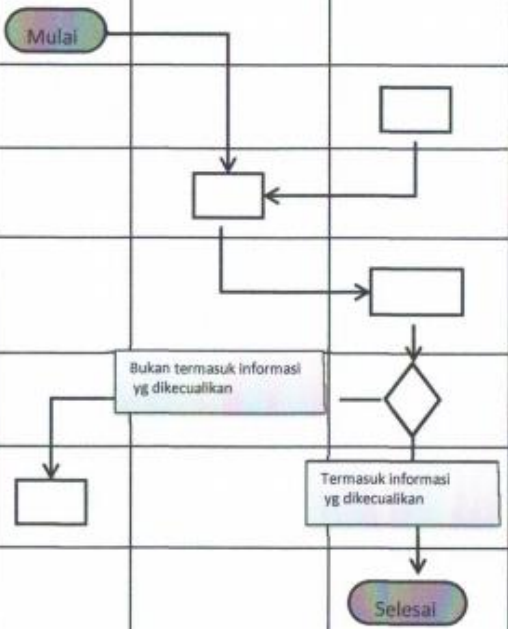 Mulai
Bukan termasuk informasi
yg dikecualikan
Termasuk informasi
yg dikecualikan
Selesai